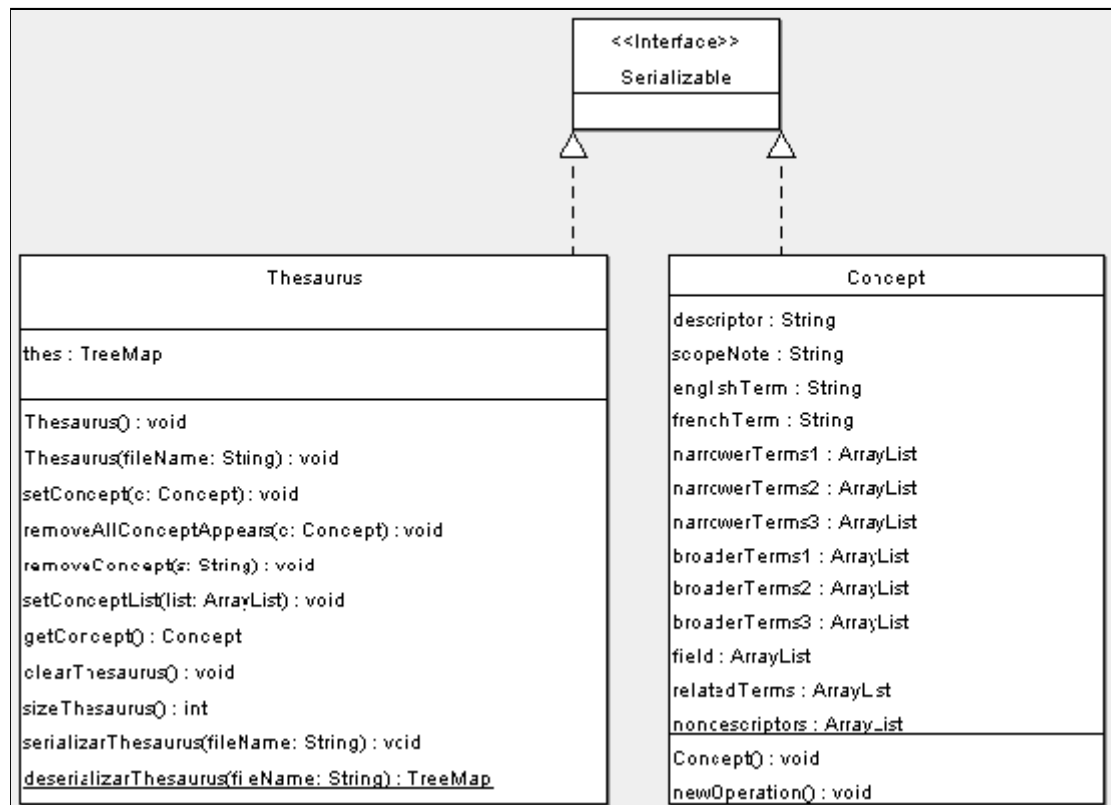 <<Interface>>
Serializable
Thesaurus
thes : TreeMap
Thesaurus() : void
Thesaurus(fileName: String) : void
setConcept(c: Concept) : void
removeAllConceptAppears(c: Concept) : void
removeConcept(s: String) : void
setConceptList(list: ArrayList) : void
getConcept() : Concept
clearThesaurus() : void
sizeThesaurus() : int
serializarThesaurus(fileName: String) : void
deserializarThesaurus(fileName: String) : TreeMap
Concept
descriptor : String
scopeNote : String
englishTerm : String
frenchTerm : String
narrowerTerms1 : ArrayList
narrowerTerms2 : ArrayList
narrowerTerms3 : ArrayList
broaderTerms1 : ArrayList
broaderTerms2 : ArrayList
broaderTerms3 : ArrayList
field : ArrayList
relatedTerms : ArrayList
nondescriptors : ArrayList
Concept() : void
newOperation() : void